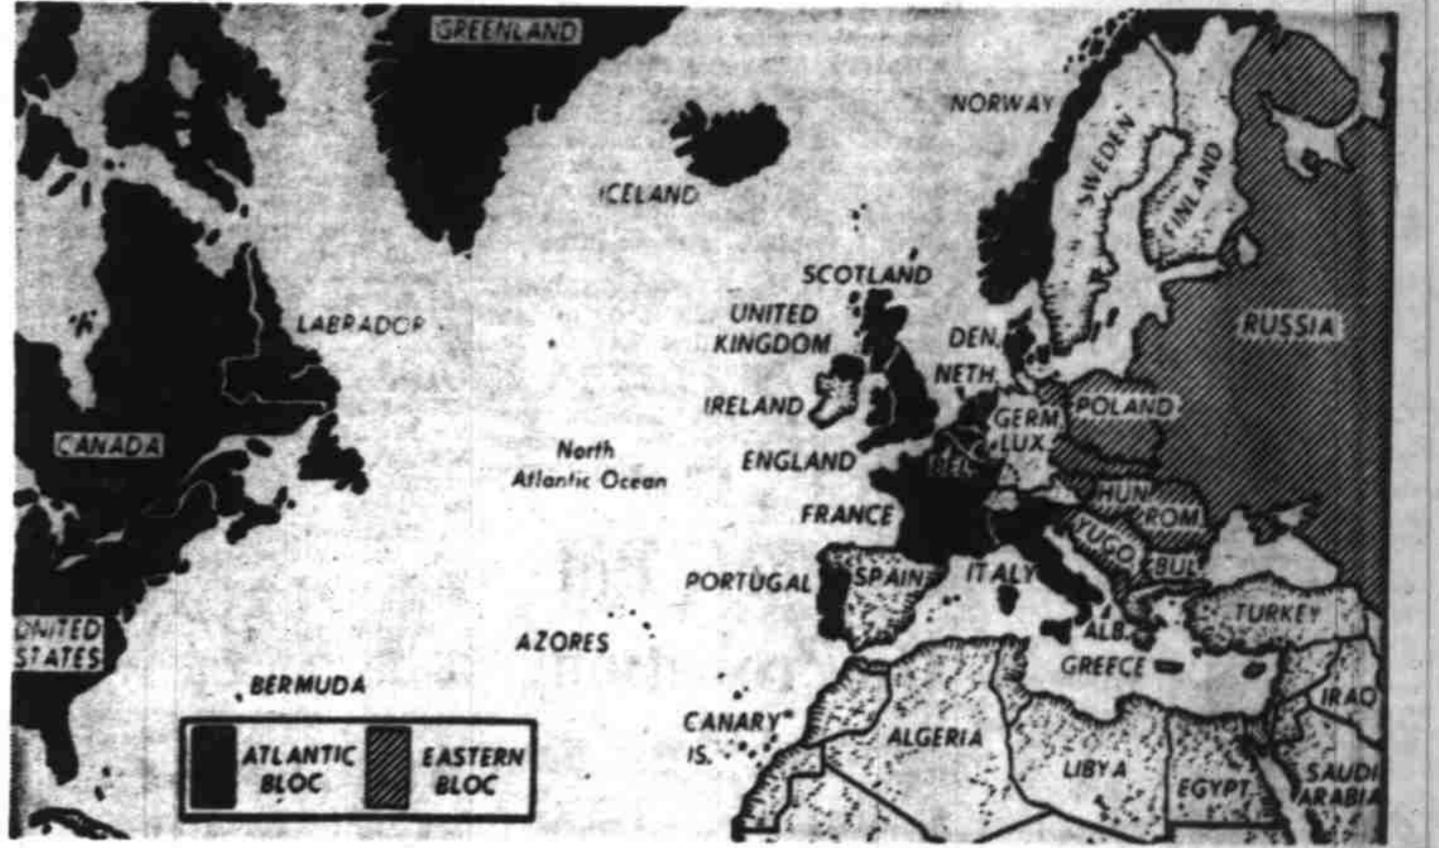 GREENLAND
NORWAY
SWEDEN
FINLAND
ICELAND
SCOTLAND
UNITED
KINGDOM
LABRADOR
RUSSIA
DEN.
NETH.
IRELAND
GERM.
LUX.
POLAND
CANADA
North
Atlantic Ocean
ENGLAND
BEL.
HUN.
ROM.
FRANCE
YUGO.
BUL.
PORTUGAL
SPAIN
ITALY
TURKEY
UNITED
STATES
AZORES
ALB.
GREECE
BERMUDA
IRAQ
CANARY
IS.
ALGERIA
LIBYA
EGYPT
SAUDI
ARABIA
ATLANTIC
BLOC
EASTERN
BLOC